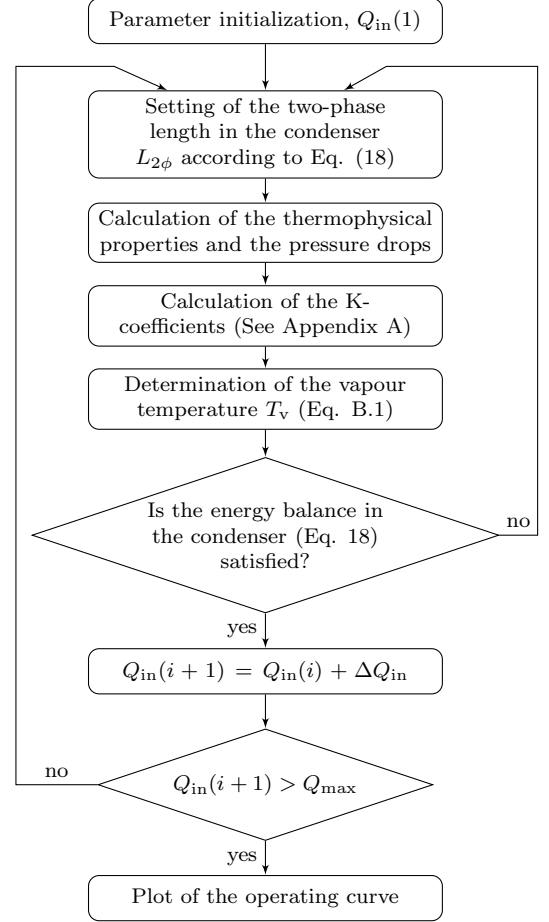 Parameter initialization, Q_in(1)
Setting of the two-phase
length in the condenser
L_2ϕ according to Eq. (18)
Calculation of the thermophysical
properties and the pressure drops
Calculation of the K-
coefficients (See Appendix A)
Determination of the vapour
temperature T_v (Eq. B.1)
Is the energy balance in
the condenser (Eq. 18)
satisfied?
no
yes
Q_in(i + 1) = Q_in(i) + ΔQ_in
no
Q_in(i + 1) > Q_max
yes
Plot of the operating curve